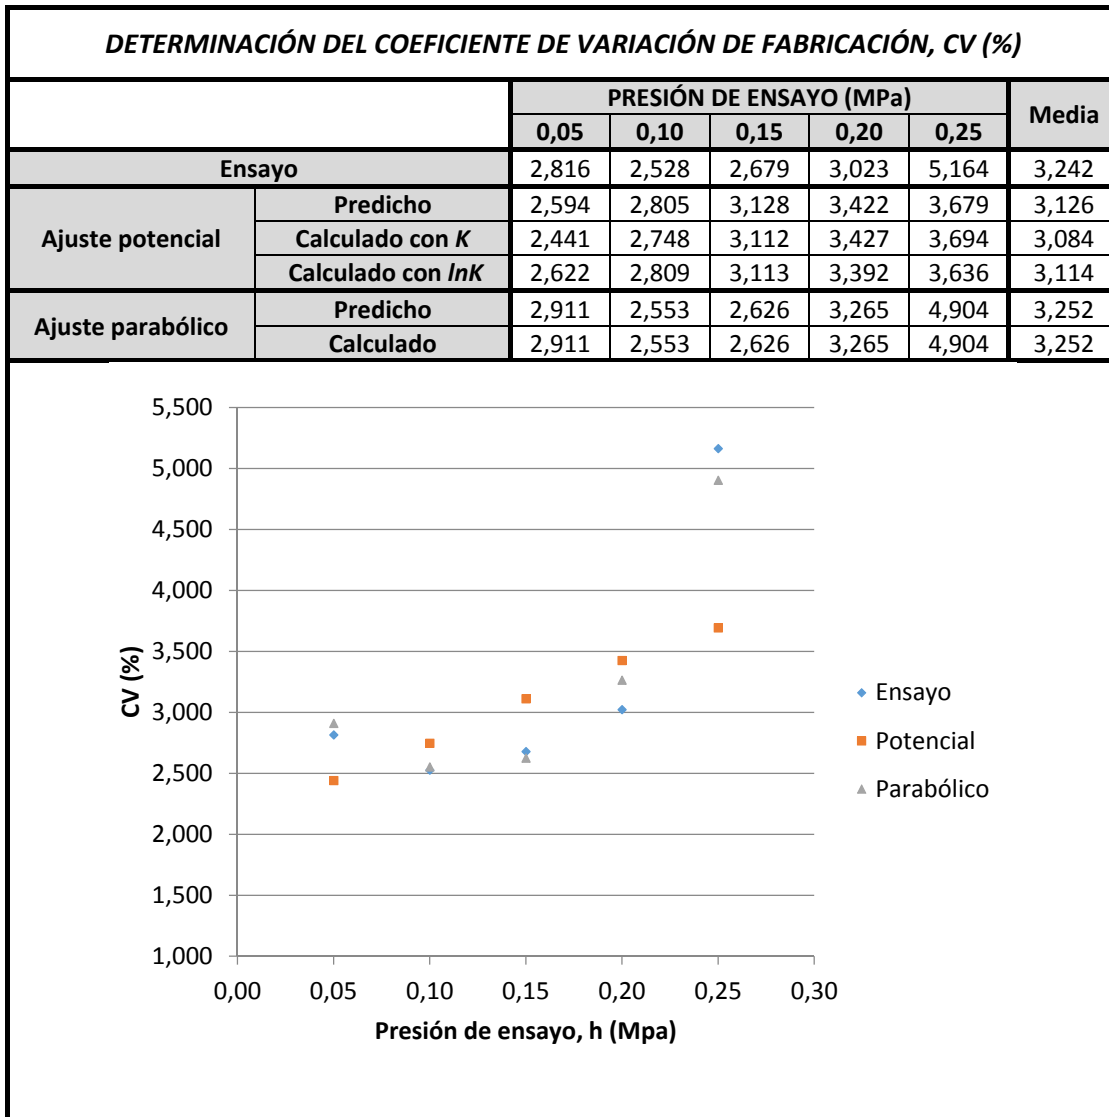 DETERMINACIÓN DEL COEFICIENTE DE VARIACIÓN DE FABRICACIÓN, CV (%)
PRESIÓN DE ENSAYO (MPa) Media
0,05 0,10 0,15 0,20 0,25
Ensayo 2,816 2,528 2,679 3,023 5,164 3,242
Ajuste potencial Predicho 2,594 2,805 3,128 3,422 3,679 3,126
Calculado con K 2,441 2,748 3,112 3,427 3,694 3,084
Calculado con lnK 2,622 2,809 3,113 3,392 3,636 3,114
Ajuste parabólico Predicho 2,911 2,553 2,626 3,265 4,904 3,252
Calculado 2,911 2,553 2,626 3,265 4,904 3,252
5,500
5,000
4,500
4,000
3,500
3,000
2,500
2,000
1,500
1,000
CV (%)
0,00 0,05 0,10 0,15 0,20 0,25 0,30
Presión de ensayo, h (Mpa)
Ensayo
Potencial
Parabólico